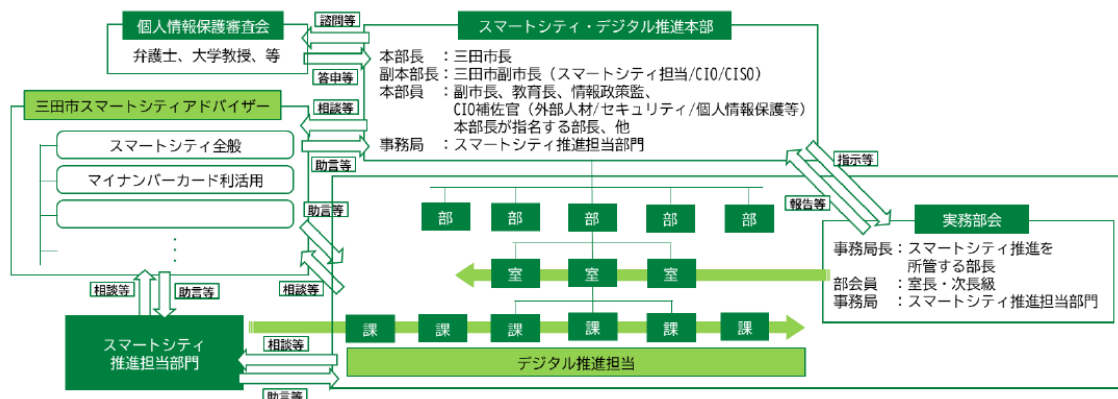 個人情報保護審査会
弁護士、大学教授、等
諮問等
答申等
スマートシティ・デジタル推進本部
本部長 ：三田市長
副本部長：三田市副市長（スマートシティ担当/CIO/CISO）
本部員 ：副市長、教育長、情報政策監、
CIO補佐官（外部人材/セキュリティ/個人情報保護等）
本部長が指名する部長、他
事務局 ：スマートシティ推進担当部門
三田市スマートシティアドバイザー
スマートシティ全般
マイナンバーカード利活用
：
相談等
助言等
助言等
相談等
指示等
報告等
部 部 部 部 部
室 室 室
課 課 課 課 課 課
デジタル推進担当
実務部会
事務局長：スマートシティ推進を
所管する部長
部会員 ：室長・次長級
事務局 ：スマートシティ推進担当部門
相談等
助言等
スマートシティ
推進担当部門
相談等
助言等